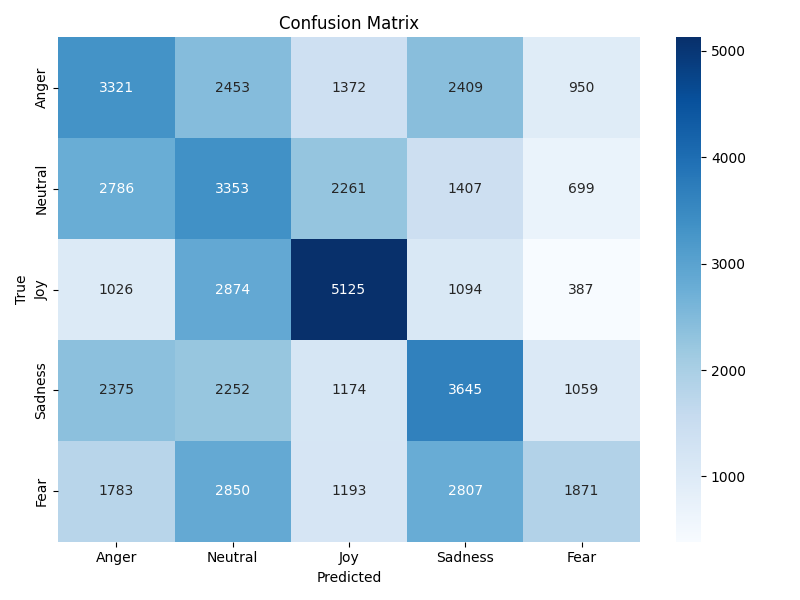 Confusion Matrix
Anger 3321 2453 1372 2409 950
Neutral 2786 3353 2261 1407 699
Joy 1026 2874 5125 1094 387
Sadness 2375 2252 1174 3645 1059
Fear 1783 2850 1193 2807 1871
True
Anger Neutral Joy Sadness Fear
Predicted
5000
4000
3000
2000
1000